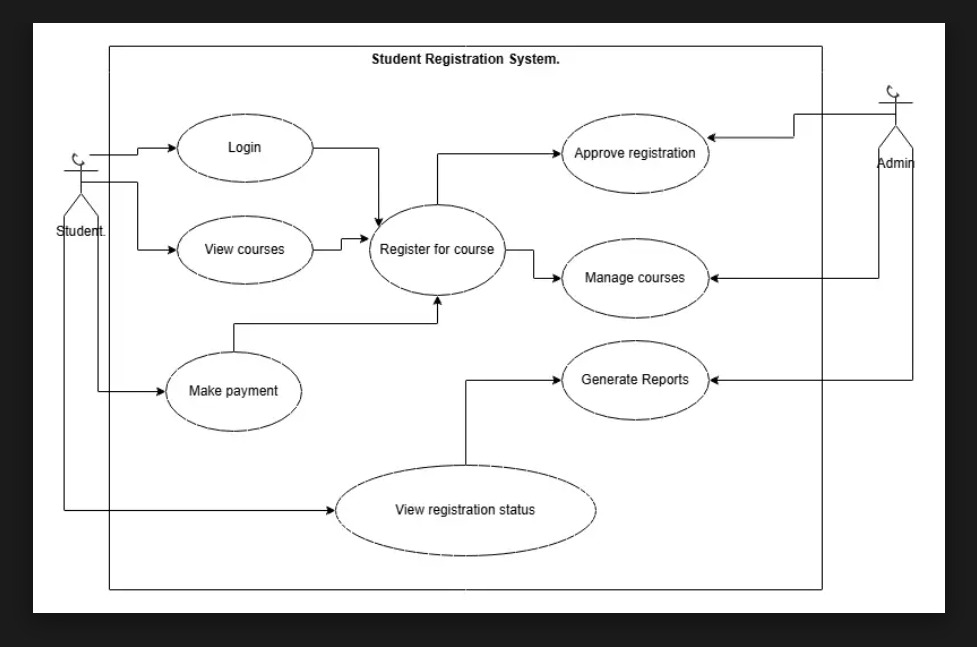 Student Registration System.
Login
Approve registration
Admin
Student.
View courses
Register for course
Manage courses
Make payment
Generate Reports
View registration status